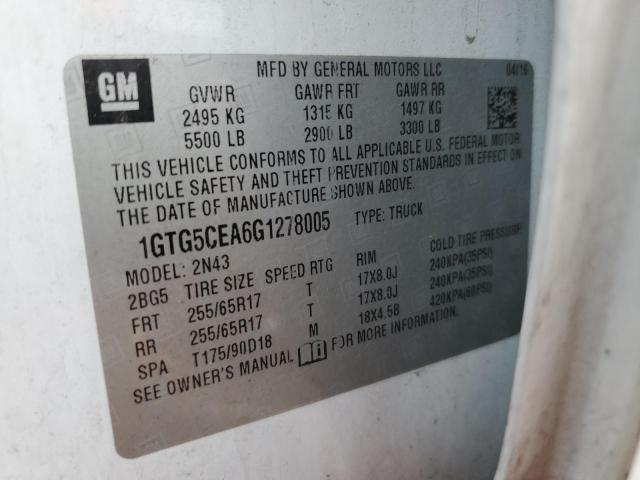 GM
MFD BY GENERAL MOTORS LLC 04/16
GVWR GAWR FRT GAWR RR
2495 KG 1315 KG 1497 KG
5500 LB 2900 LB 3300 LB
THIS VEHICLE CONFORMS TO ALL APPLICABLE U.S. FEDERAL MOTOR
VEHICLE SAFETY AND THEFT PREVENTION STANDARDS IN EFFECT ON
THE DATE OF MANUFACTURE SHOWN ABOVE.
1GTG5CEA6G1278005 TYPE: TRUCK
MODEL: 2N43
2BG5 TIRE SIZE SPEED RTG RIM COLD TIRE PRESSURE
FRT 255/65R17 T 17X8.0J 240KPA(35PSI)
RR 255/65R17 T 17X8.0J 240KPA(35PSI)
SPA T175/90D18 M 18X4.5B 420KPA(60PSI)
SEE OWNER'S MANUAL FOR MORE INFORMATION.